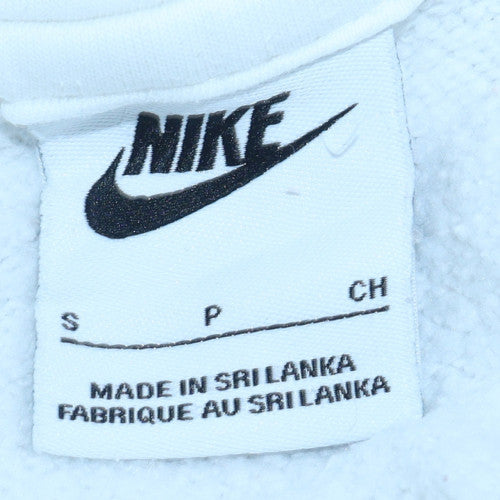 NIKE
S P CH
MADE IN SRI LANKA
FABRIQUE AU SRI LANKA